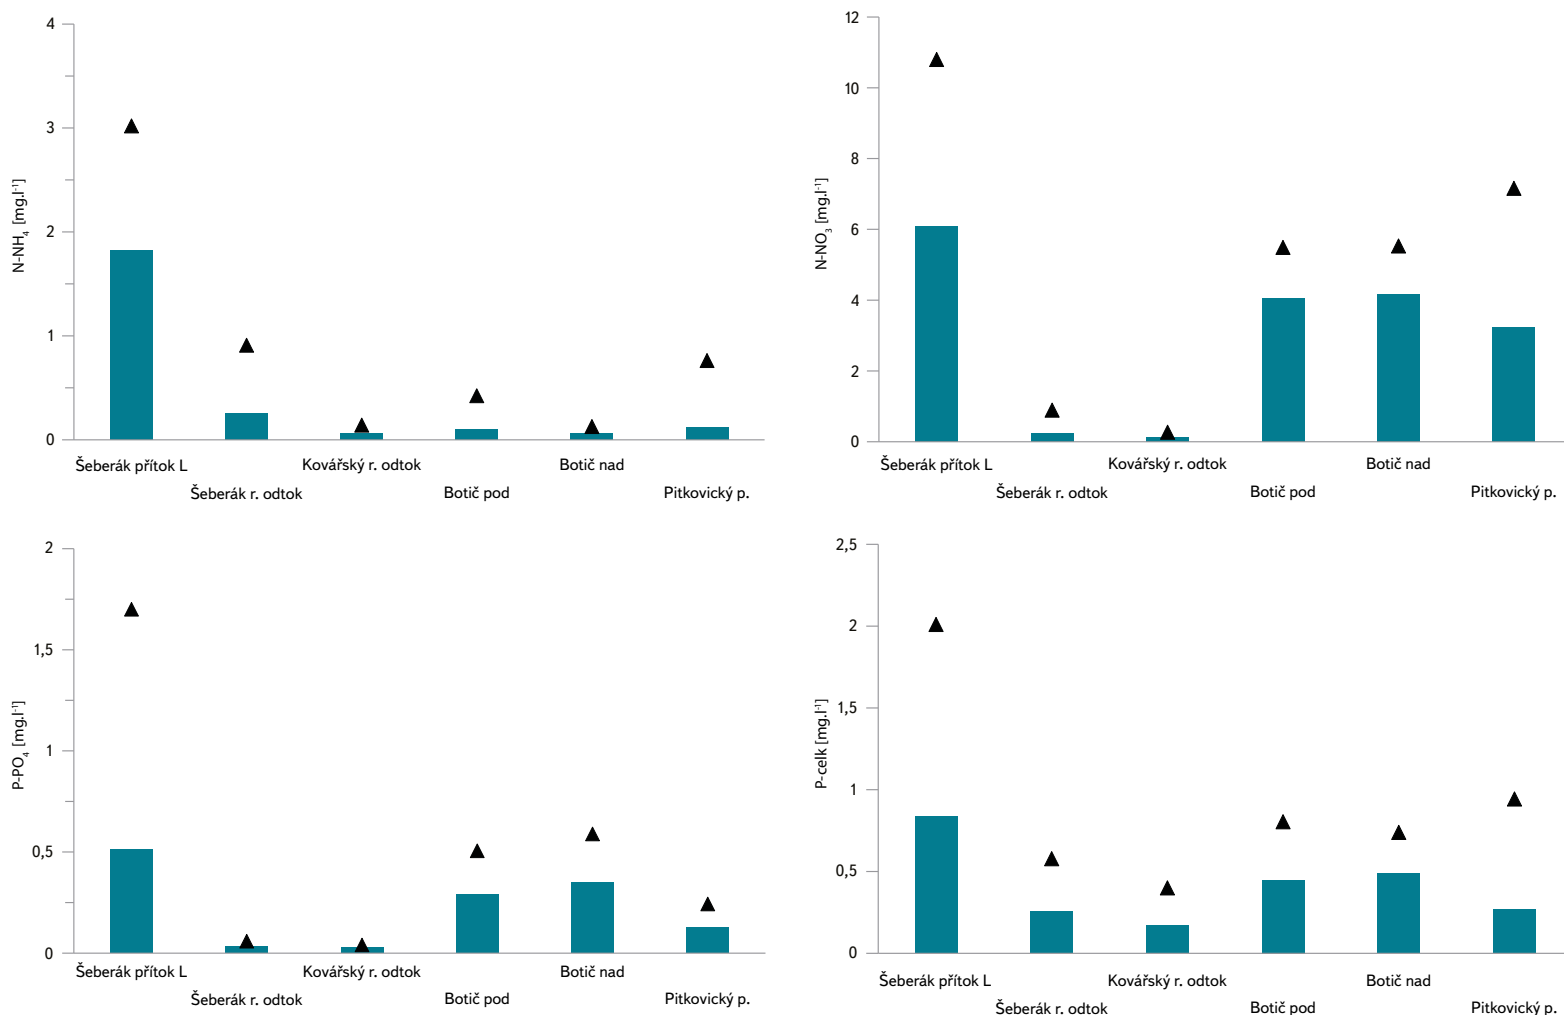 4
3
2
1
0
N-NH₄ [mg.l⁻¹]
Šeberák přítok L
Kovářský r. odtok
Botič nad
Šeberák r. odtok
Botič pod
Pitkovický p.
12
10
8
6
4
2
0
N-NO₃ [mg.l⁻¹]
Šeberák přítok L
Kovářský r. odtok
Botič nad
Šeberák r. odtok
Botič pod
Pitkovický p.
2
1,5
1
0,5
0
P-PO₄ [mg.l⁻¹]
Šeberák přítok L
Kovářský r. odtok
Botič nad
Šeberák r. odtok
Botič pod
Pitkovický p.
2,5
2
1,5
1
0,5
0
P-celk [mg.l⁻¹]
Šeberák přítok L
Kovářský r. odtok
Botič nad
Šeberák r. odtok
Botič pod
Pitkovický p.